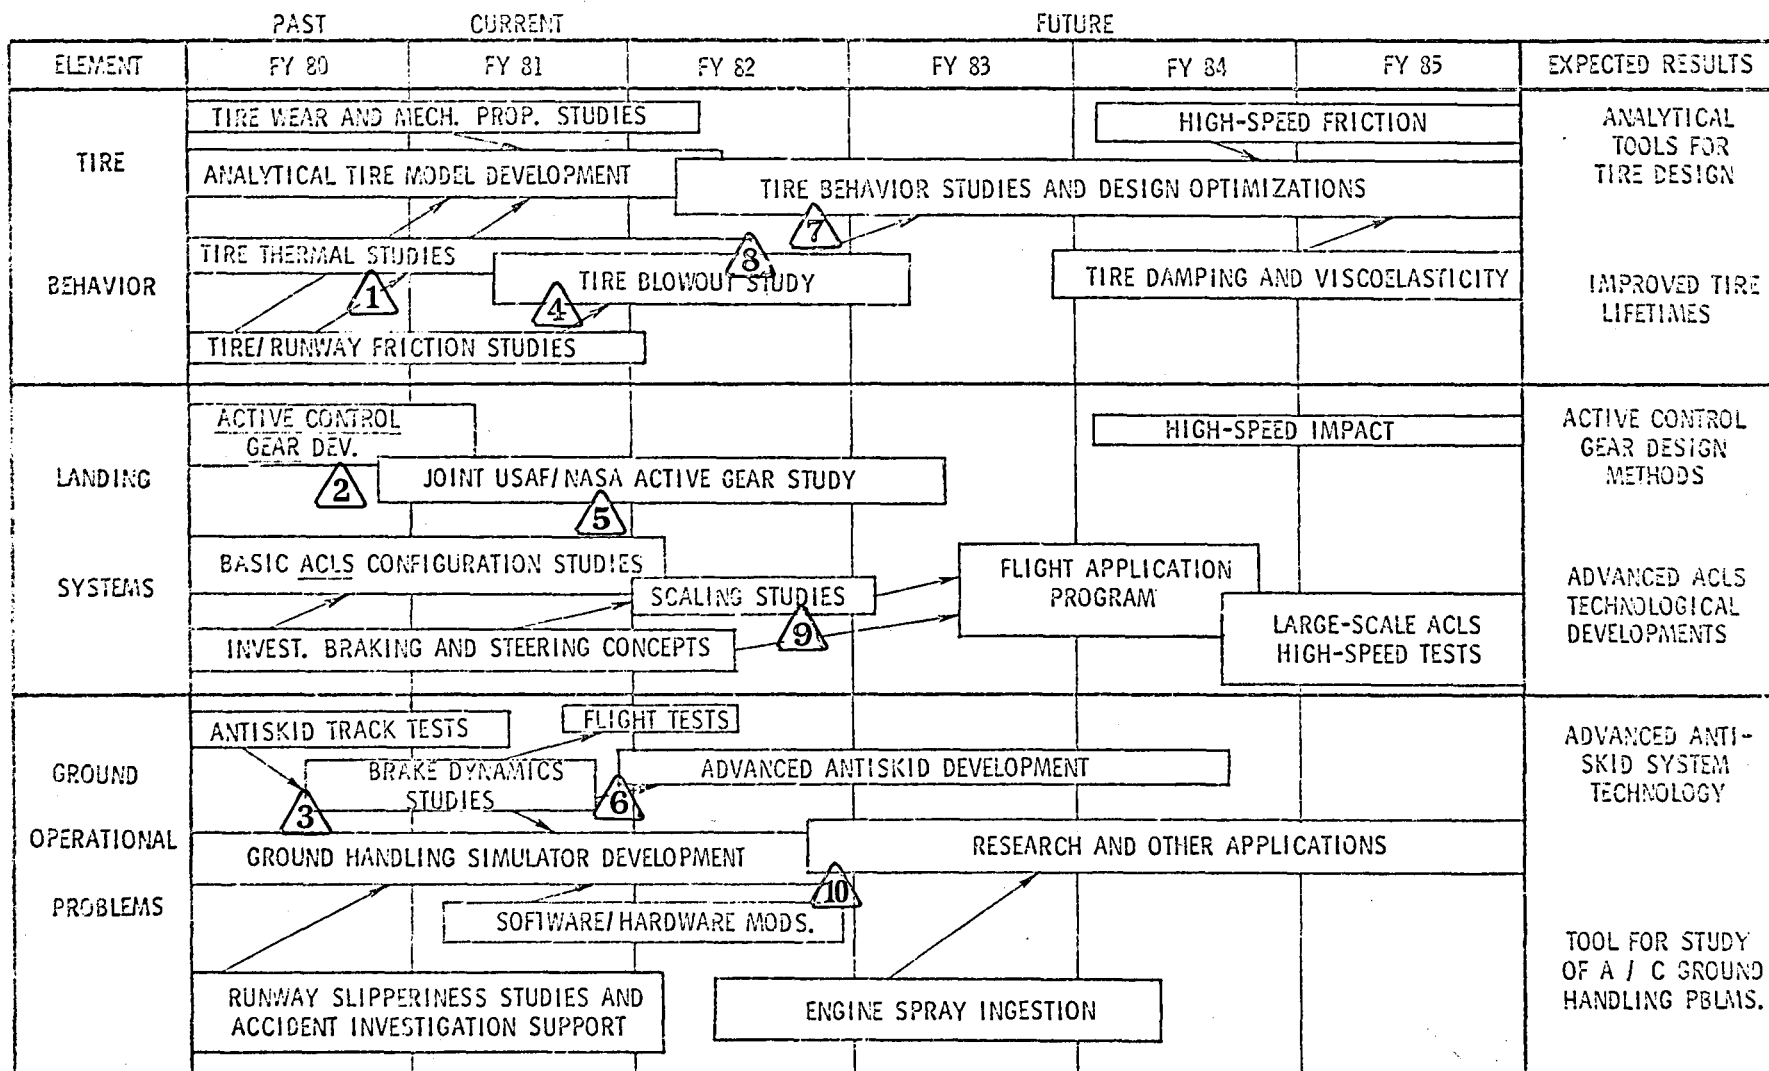 PAST CURRENT FUTURE
ELEMENT FY 80 FY 81 FY 82 FY 83 FY 84 FY 85 EXPECTED RESULTS
TIRE
BEHAVIOR
TIRE WEAR AND MECH. PROP. STUDIES
HIGH-SPEED FRICTION
ANALYTICAL TIRE MODEL DEVELOPMENT
TIRE BEHAVIOR STUDIES AND DESIGN OPTIMIZATIONS
7
TIRE THERMAL STUDIES
8
TIRE BLOWOUT STUDY
TIRE DAMPING AND VISCOELASTICITY
1
4
TIRE/RUNWAY FRICTION STUDIES
ANALYTICAL
TOOLS FOR
TIRE DESIGN
IMPROVED TIRE
LIFETIMES
LANDING
SYSTEMS
ACTIVE CONTROL
GEAR DEV.
HIGH-SPEED IMPACT
2
JOINT USAF/NASA ACTIVE GEAR STUDY
5
BASIC ACLS CONFIGURATION STUDIES
SCALING STUDIES
FLIGHT APPLICATION
PROGRAM
9
INVEST. BRAKING AND STEERING CONCEPTS
LARGE-SCALE ACLS
HIGH-SPEED TESTS
ACTIVE CONTROL
GEAR DESIGN
METHODS
ADVANCED ACLS
TECHNOLOGICAL
DEVELOPMENTS
GROUND
OPERATIONAL
PROBLEMS
ANTISKID TRACK TESTS
FLIGHT TESTS
BRAKE DYNAMICS
STUDIES
ADVANCED ANTISKID DEVELOPMENT
3
6
GROUND HANDLING SIMULATOR DEVELOPMENT
RESEARCH AND OTHER APPLICATIONS
10
SOFTWARE/HARDWARE MODS.
RUNWAY SLIPPERINESS STUDIES AND
ACCIDENT INVESTIGATION SUPPORT
ENGINE SPRAY INGESTION
ADVANCED ANTI-
SKID SYSTEM
TECHNOLOGY
TOOL FOR STUDY
OF A / C GROUND
HANDLING PBLMS.